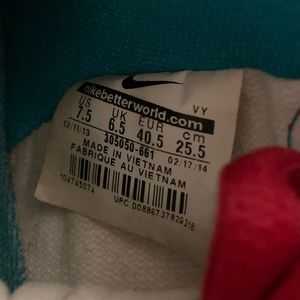 VY
nikebetterworld.com
US UK EUR cm
7.5 6.5 40.5 25.5
12/11/13 305050-661 02/17/14
MADE IN VIETNAM
FABRIQUE AU VIETNAM
UPC 00886737829318